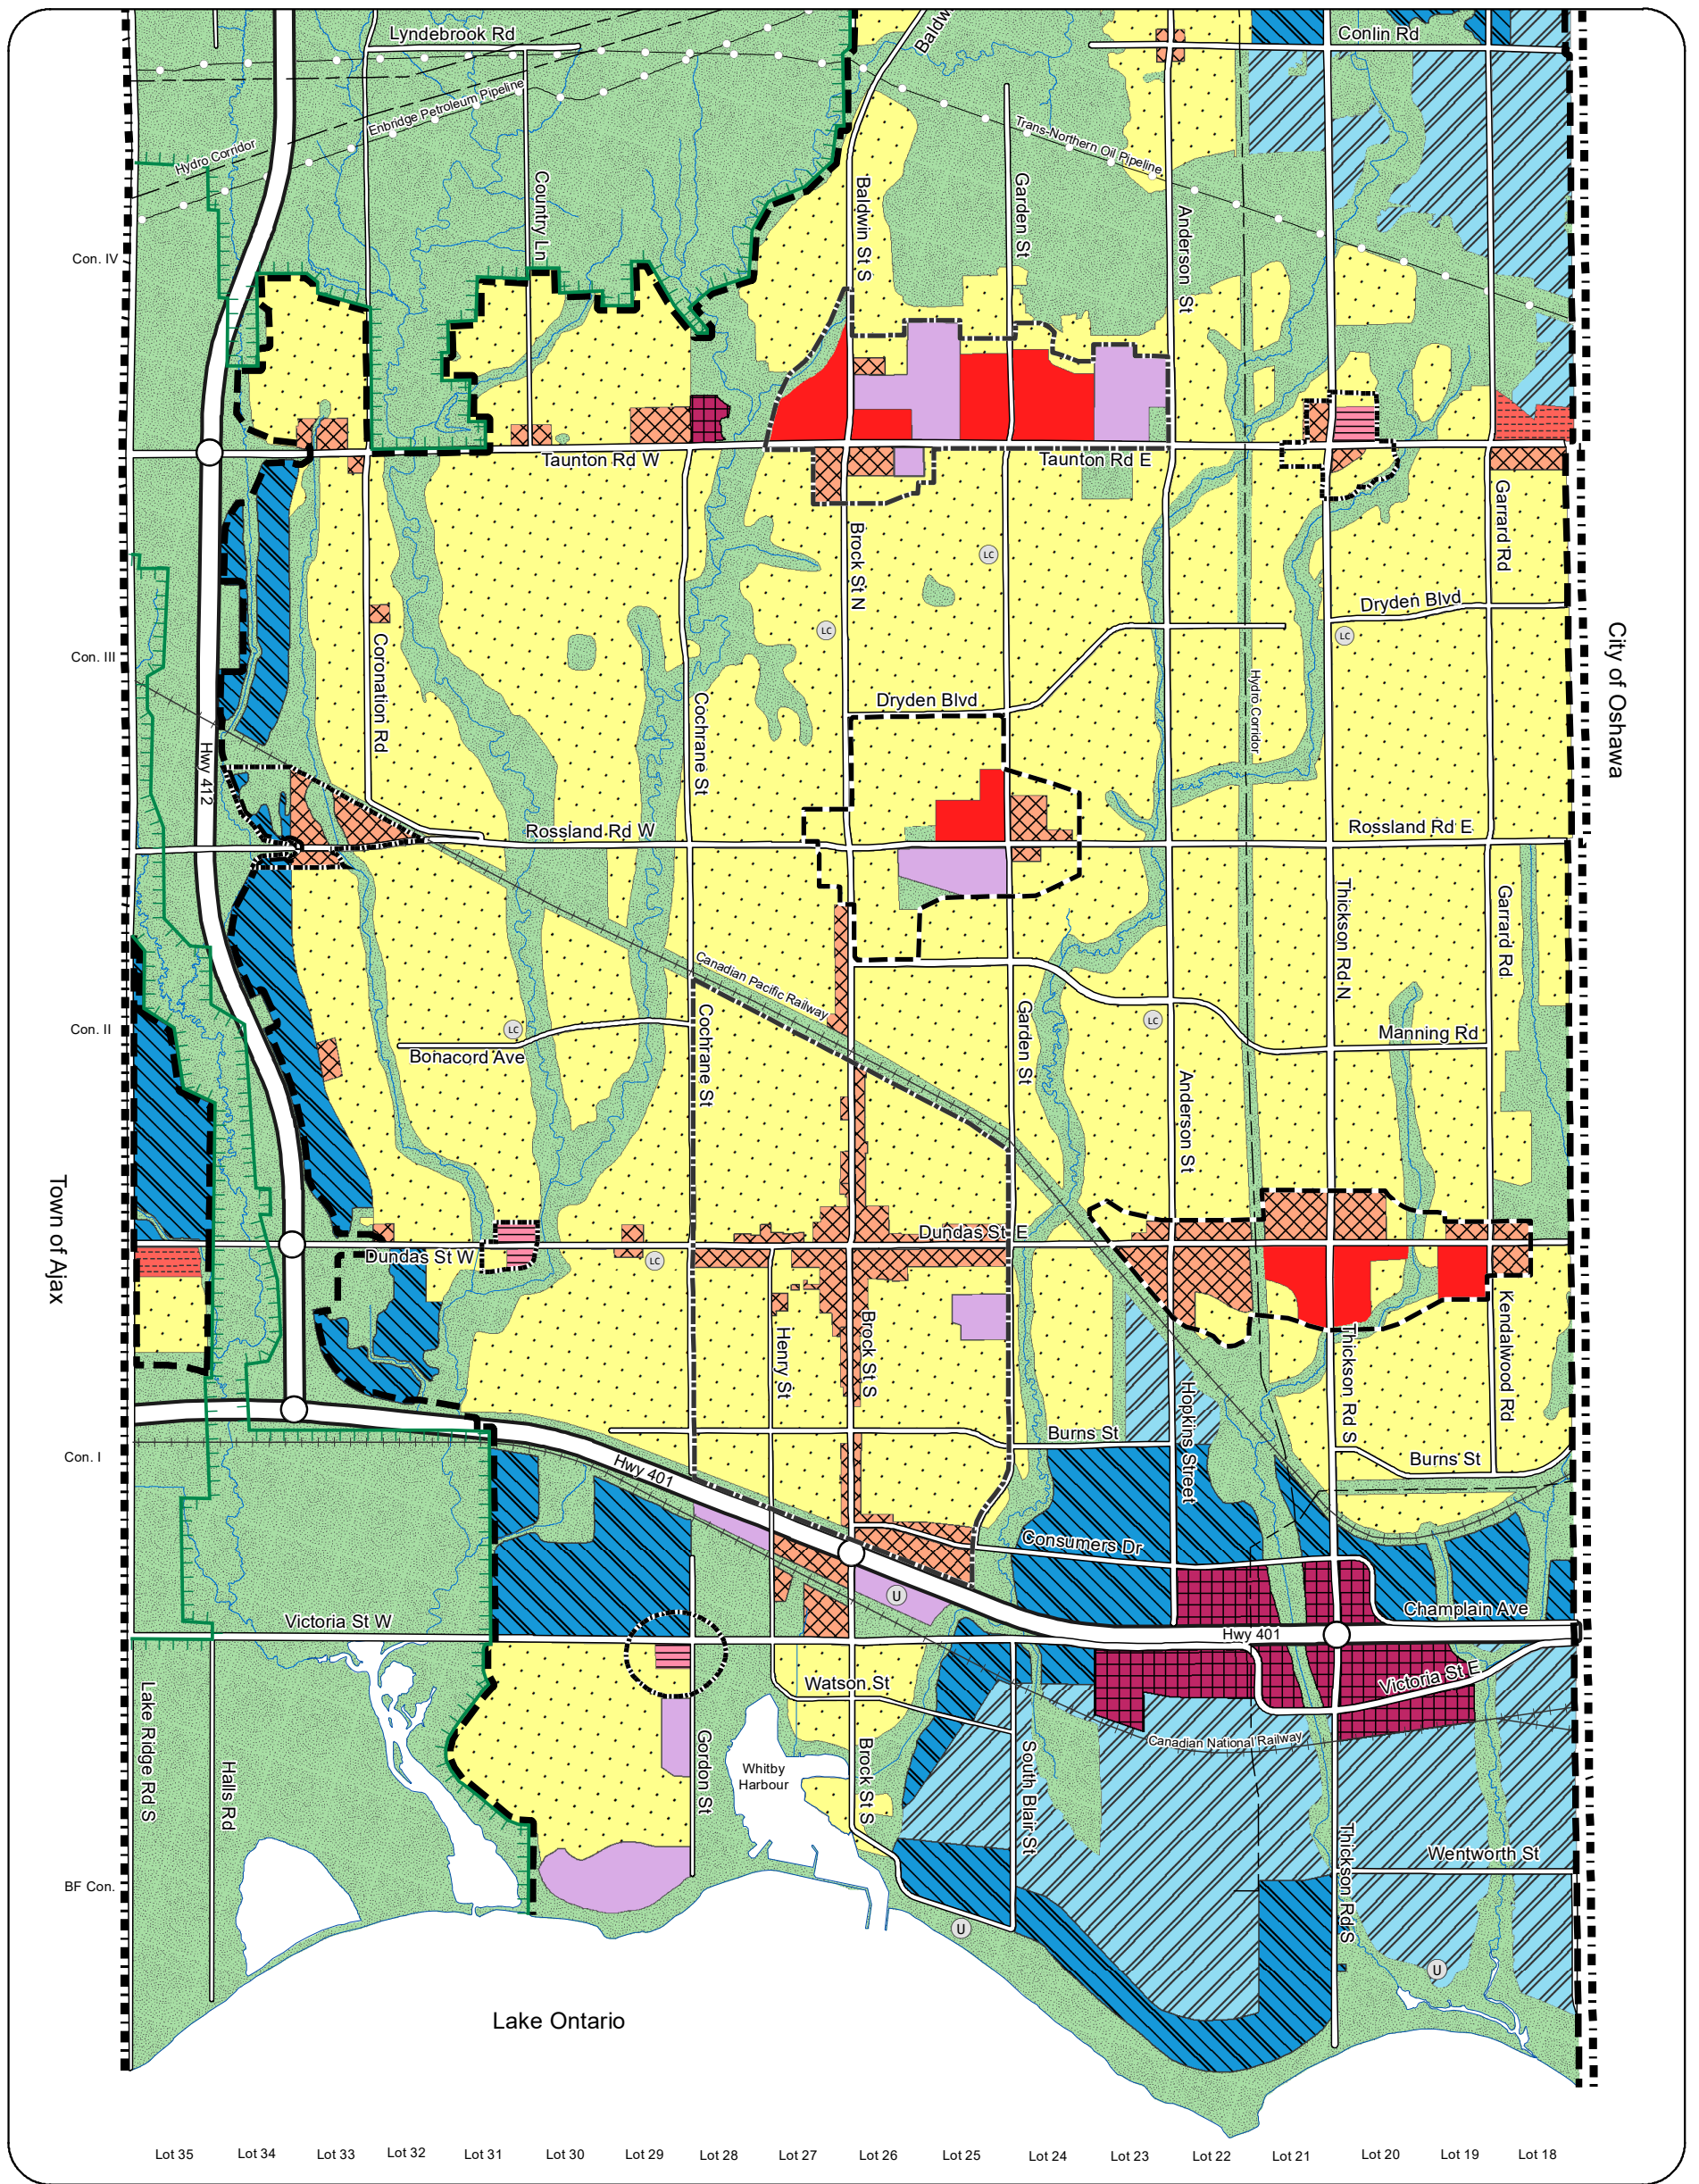 Lyndebrook Rd
Baldw
Conlin Rd
Enbridge Petroleum Pipeline
Hydro Corridor
Trans-Northern Oil Pipeline
Country Ln
Baldwin St S
Garden St
Anderson St
Con. IV
Taunton Rd W
Taunton Rd E
Garrard Rd
Brock St N
LC
LC
LC
Dryden Blvd
Con. III
Coronation Rd
Cochrane St
Hydro Corridor
City of Oshawa
Dryden Blvd
Hwy 412
Rossland Rd W
Rossland Rd E
Thickson Rd N
Garrard Rd
Canadian Pacific Railway
Con. II
LC
Bonacord Ave
Cochrane St
Garden St
LC
Manning Rd
Anderson St
Town of Ajax
Dundas St W
LC
Dundas St E
Henry St
Brock St S
Thickson Rd S
Kendalwood Rd
Hopkins Street
Burns St
Burns St
Con. I
Hwy 401
Consumers Dr
U
Champlain Ave
Victoria St W
Hwy 401
Victoria St E
Watson St
Canadian National Railway
Lake Ridge Rd S
Halls Rd
Gordon St
Whitby
Harbour
Brock St S
South Blair St
Thickson Rd S
Wentworth St
BF Con.
U
U
Lake Ontario
Lot 35
Lot 34
Lot 33
Lot 32
Lot 31
Lot 30
Lot 29
Lot 28
Lot 27
Lot 26
Lot 25
Lot 24
Lot 23
Lot 22
Lot 21
Lot 20
Lot 19
Lot 18